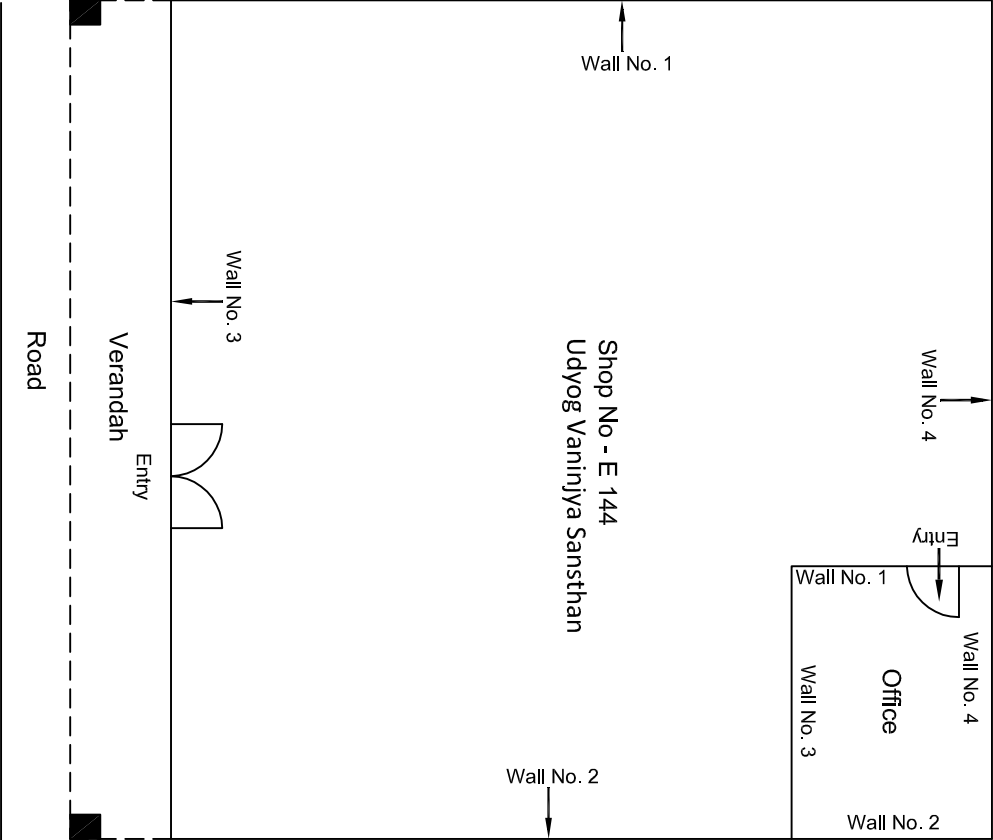 Wall No. 1
Wall No. 3
Wall No. 4
Road
Verandah
Entry
Shop No - E 144
Udyog Vaninjya Sansthan
Entry
Wall No. 1
Wall No. 4
Office
Wall No. 3
Wall No. 2
Wall No. 2